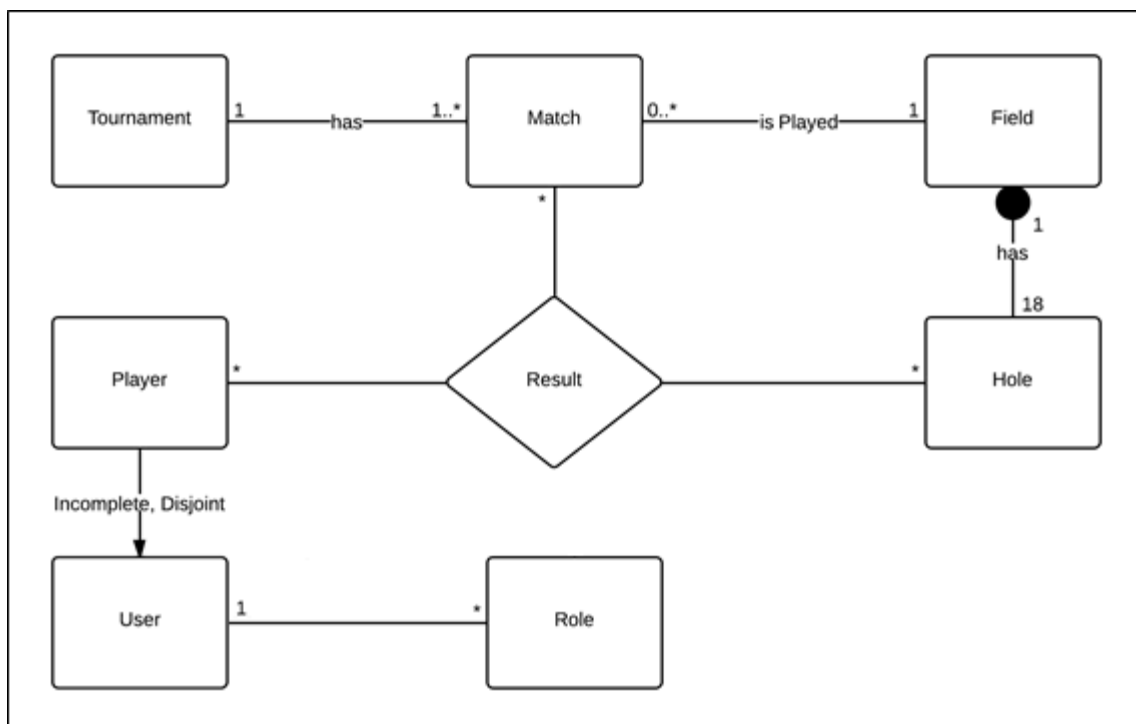 Tournament
1
has
1..*
Match
0..*
is Played
1
Field
*
1
has
18
Player
*
Result
*
Hole
Incomplete, Disjoint
User
1
*
Role